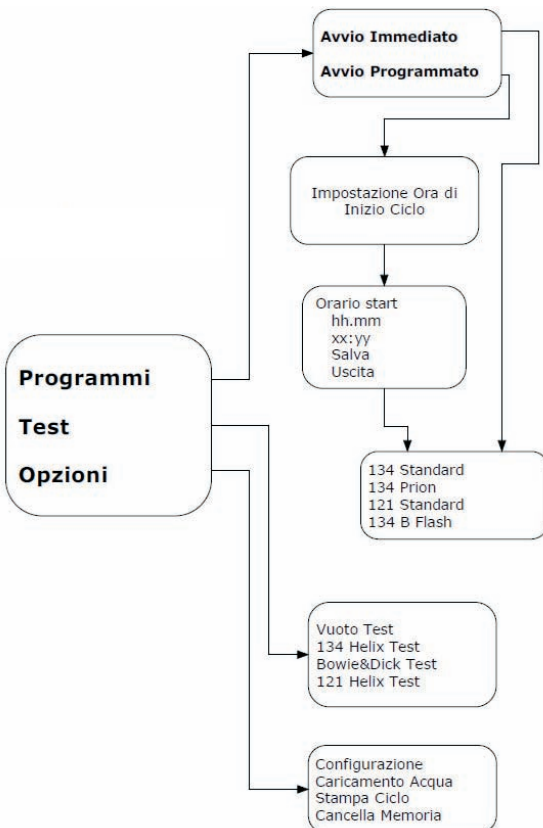 Avvio Immediato
Avvio Programmato
Impostazione Ora di
Inizio Ciclo
Orario start
hh.mm
xx:yy
Salva
Uscita
Programmi
Test
Opzioni
134 Standard
134 Prion
121 Standard
134 B Flash
Vuoto Test
134 Helix Test
Bowie&Dick Test
121 Helix Test
Configurazione
Caricamento Acqua
Stampa Ciclo
Cancella Memoria